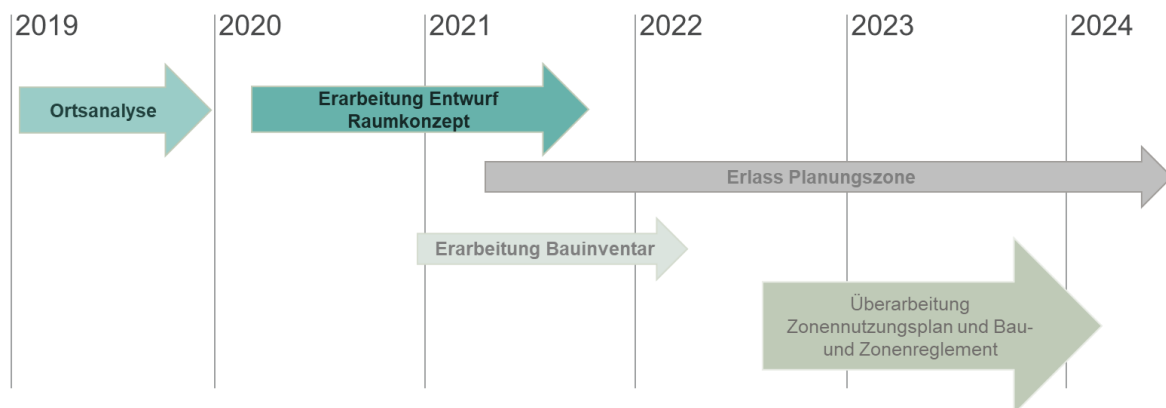 2019
2020
2021
2022
2023
2024
Ortsanalyse
Erarbeitung Entwurf
Raumkonzept
Erlass Planungszone
Erarbeitung Bauinventar
Überarbeitung
Zonennutzungsplan und Bau-
und Zonenreglement